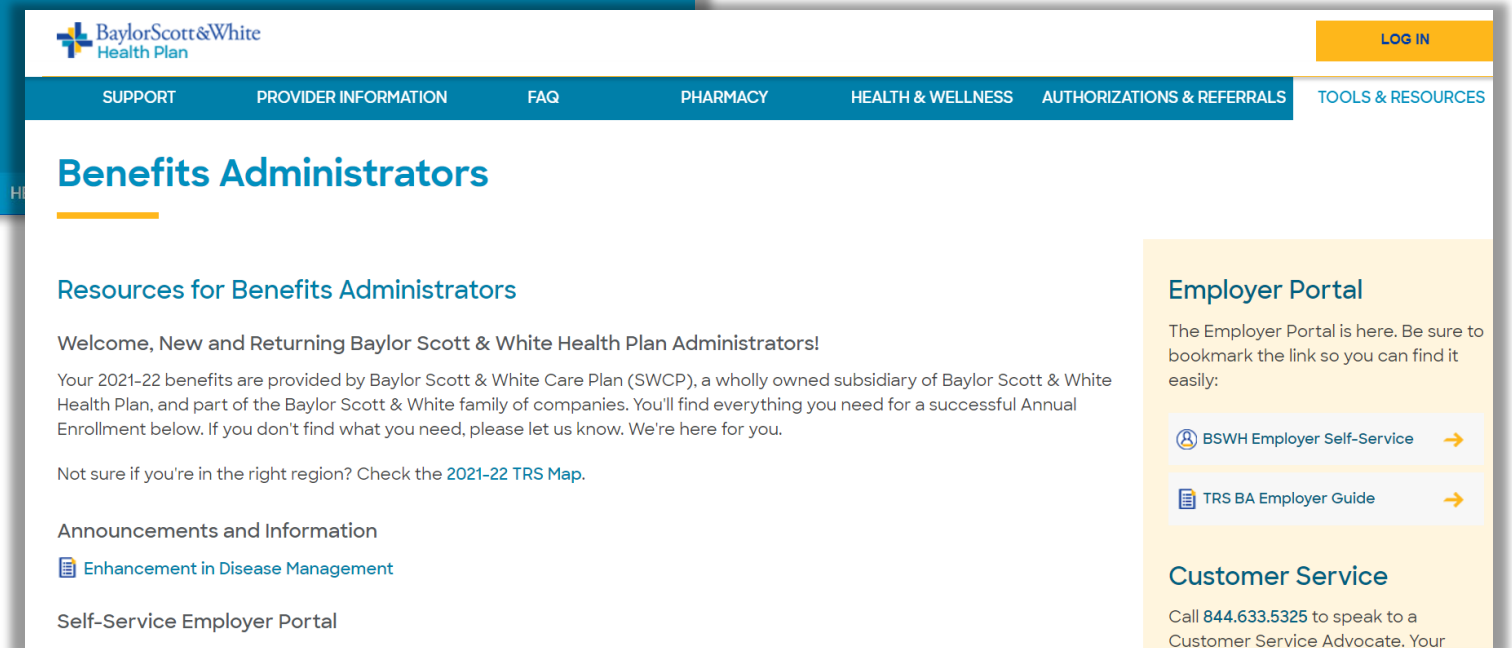 BaylorScott&White
Health Plan
LOG IN
SUPPORT PROVIDER INFORMATION FAQ PHARMACY HEALTH & WELLNESS AUTHORIZATIONS & REFERRALS TOOLS & RESOURCES
Benefits Administrators
Resources for Benefits Administrators
Welcome, New and Returning Baylor Scott & White Health Plan Administrators!
Your 2021-22 benefits are provided by Baylor Scott & White Care Plan (SWCP), a wholly owned subsidiary of Baylor Scott & White
Health Plan, and part of the Baylor Scott & White family of companies. You'll find everything you need for a successful Annual
Enrollment below. If you don't find what you need, please let us know. We're here for you.
Not sure if you're in the right region? Check the 2021-22 TRS Map.
Announcements and Information
Enhancement in Disease Management
Self-Service Employer Portal
Employer Portal
The Employer Portal is here. Be sure to
bookmark the link so you can find it
easily:
BSWH Employer Self-Service
TRS BA Employer Guide
Customer Service
Call 844.633.5325 to speak to a
Customer Service Advocate. Your